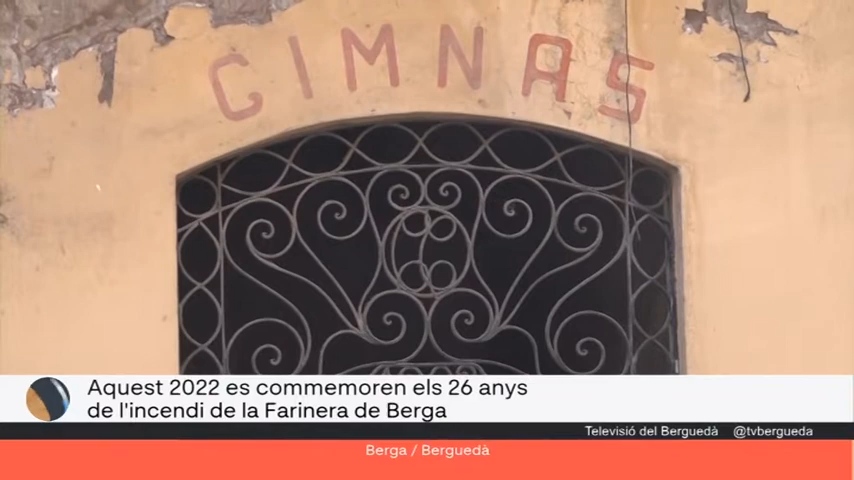 GIMNAS
Aquest 2022 es commemoren els 26 anys
de l'incendi de la Farinera de Berga
Televisió del Berguedà @tvbergueda
Berga / Berguedà